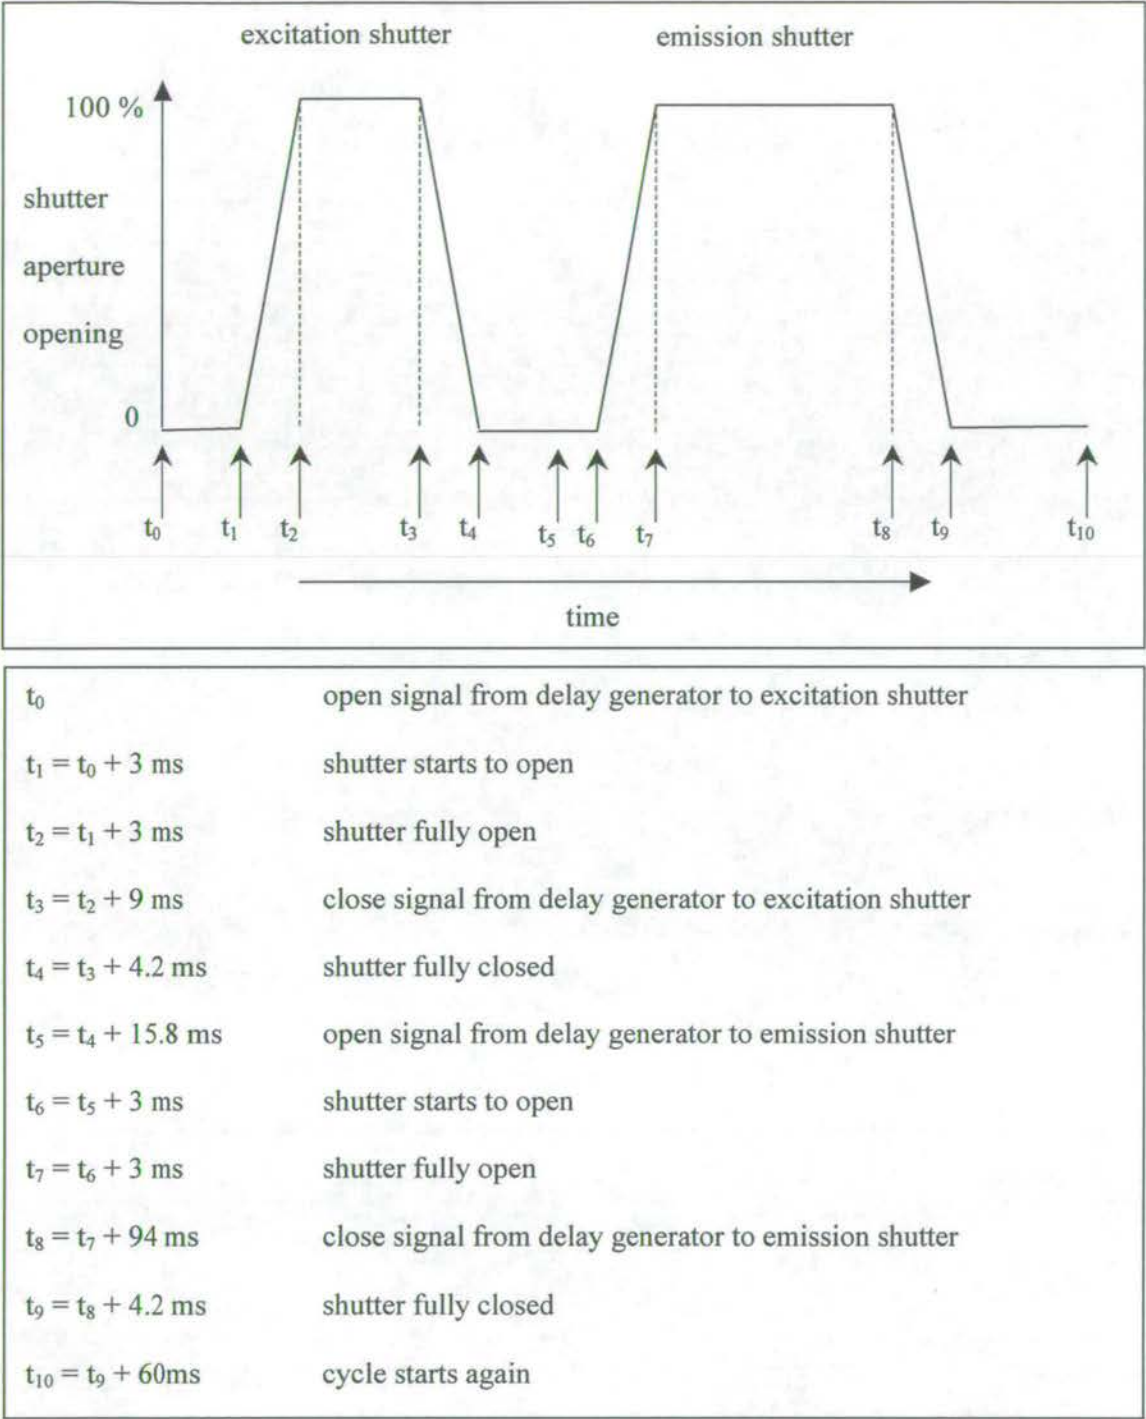 excitation shutter emission shutter
100 %
shutter
aperture
opening
0
t₀ t₁ t₂ t₃ t₄ t₅ t₆ t₇ t₈ t₉ t₁₀
time
t₀ open signal from delay generator to excitation shutter
t₁ = t₀ + 3 ms shutter starts to open
t₂ = t₁ + 3 ms shutter fully open
t₃ = t₂ + 9 ms close signal from delay generator to excitation shutter
t₄ = t₃ + 4.2 ms shutter fully closed
t₅ = t₄ + 15.8 ms open signal from delay generator to emission shutter
t₆ = t₅ + 3 ms shutter starts to open
t₇ = t₆ + 3 ms shutter fully open
t₈ = t₇ + 94 ms close signal from delay generator to emission shutter
t₉ = t₈ + 4.2 ms shutter fully closed
t₁₀ = t₉ + 60ms cycle starts again